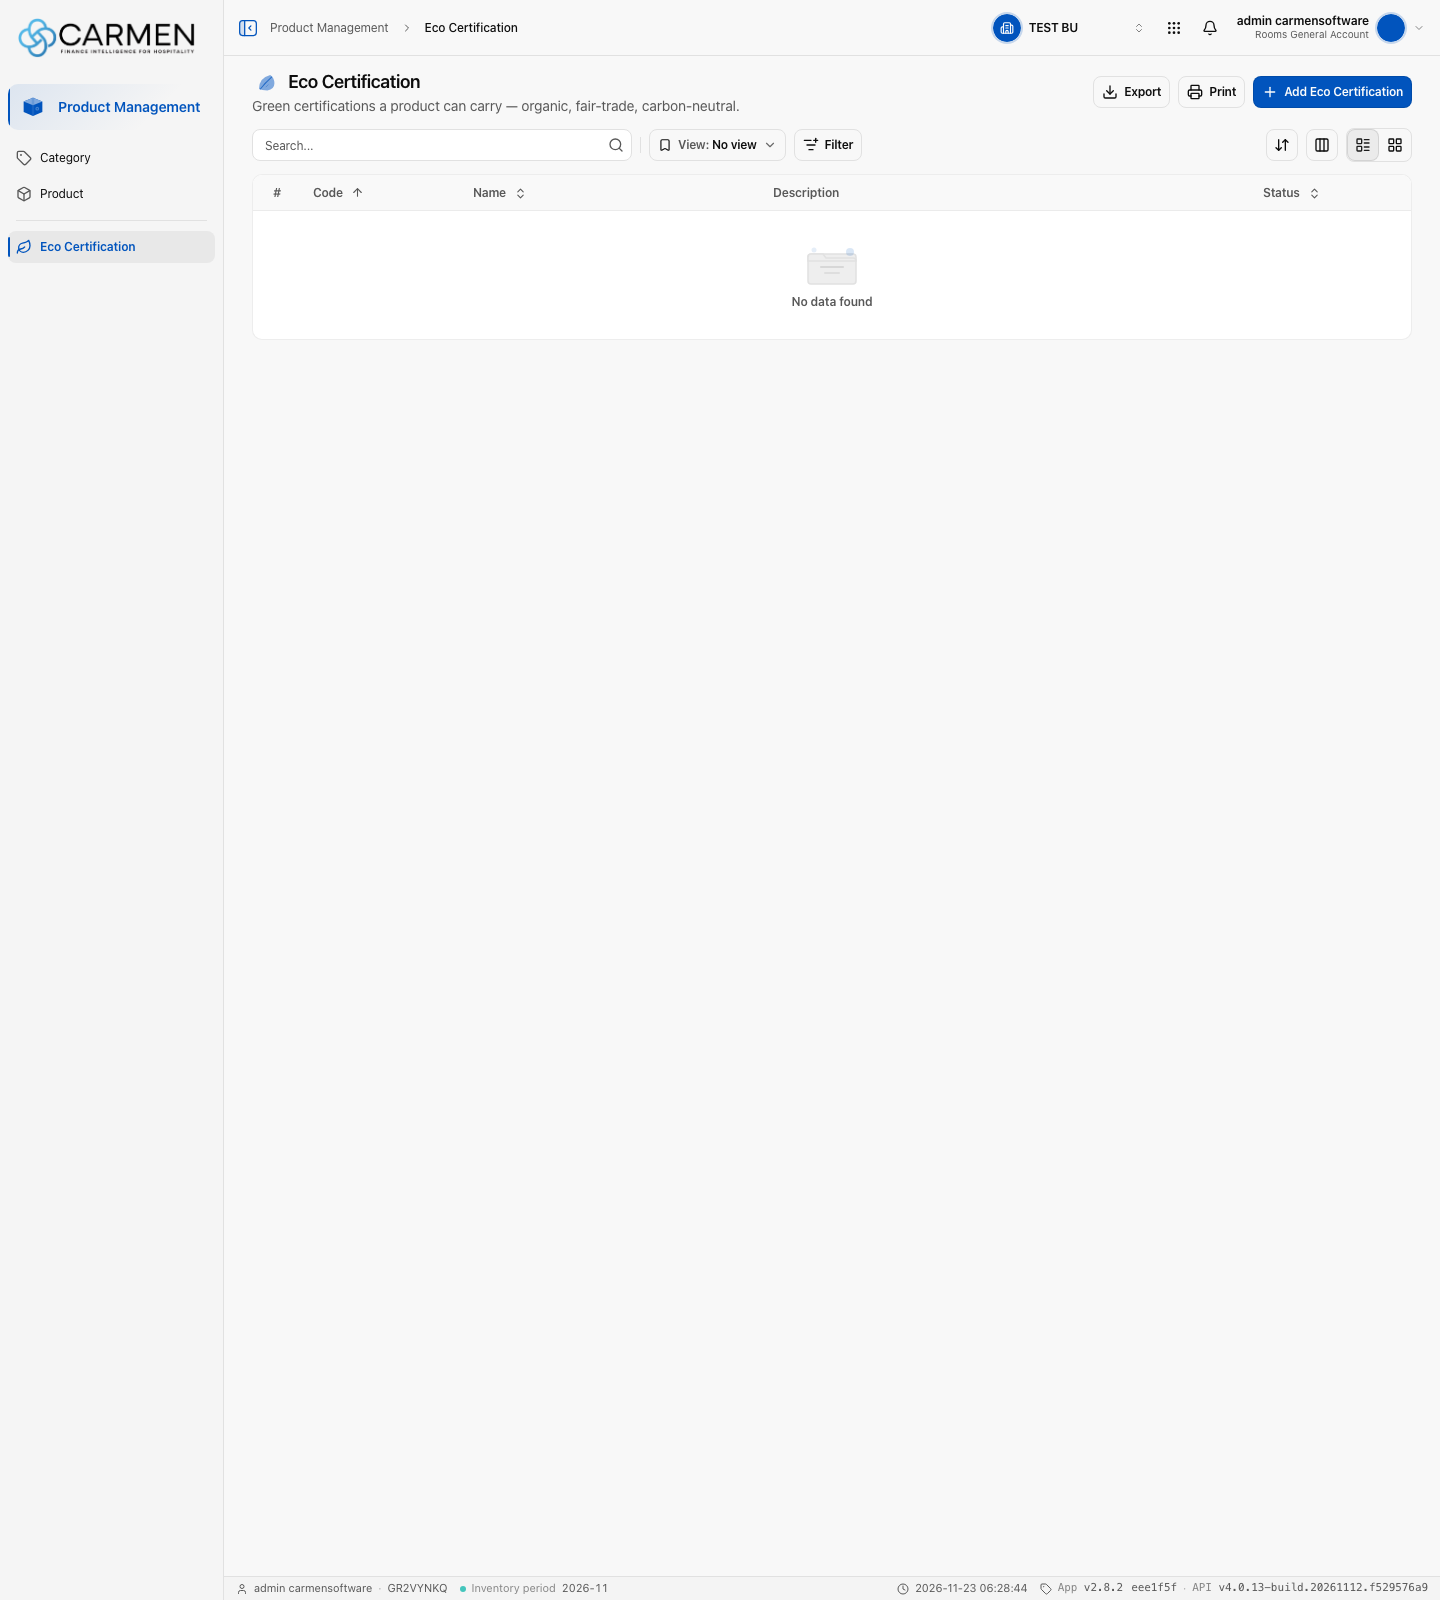 CARMEN
FINANCE INTELLIGENCE FOR HOSPITALITY
Product Management
Category
Product
Eco Certification
Product Management > Eco Certification
TEST BU
admin carmensoftware
Rooms General Account
Eco Certification
Green certifications a product can carry — organic, fair-trade, carbon-neutral.
Export
Print
Add Eco Certification
Search...
View: No view
Filter
# Code Name Description Status
No data found
admin carmensoftware · GR2VYNKQ Inventory period 2026-11
2026-11-23 06:28:44 App v2.8.2 eee1f5f · API v4.0.13-build.20261112.f529576a9